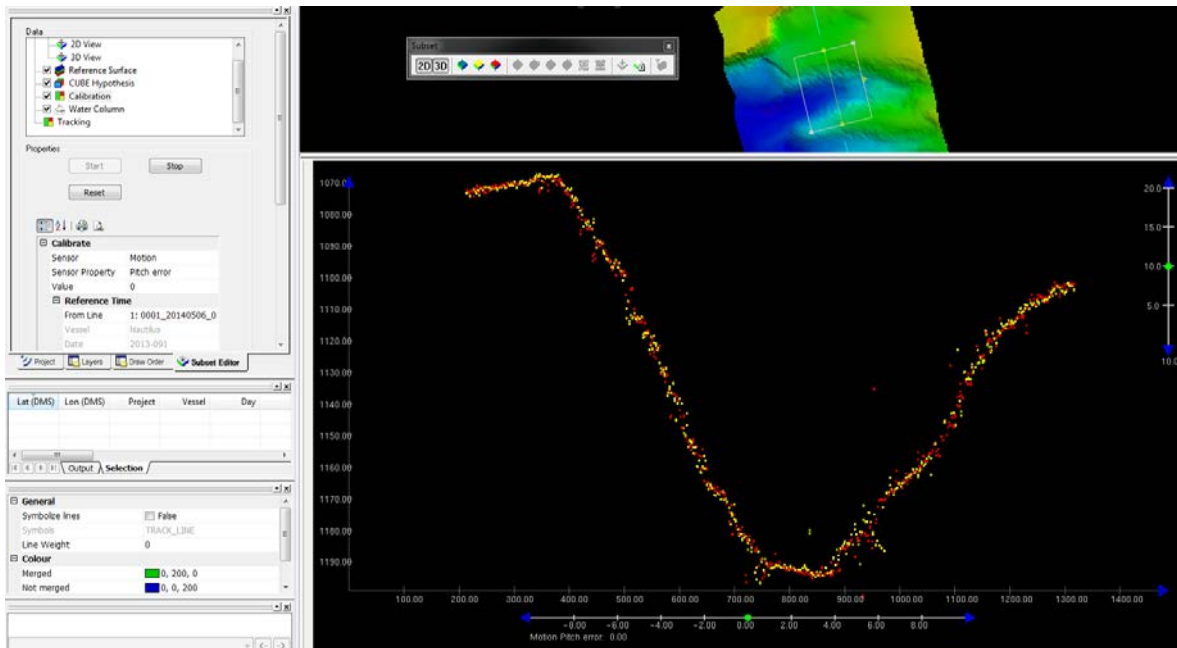 Data
2D View
3D View
Reference Surface
CUBE Hypothesis
Calibration
Water Column
Tracking
Properties
Start Stop
Reset
Calibrate
Sensor Motion
Sensor Property Pitch error
Value 0
Reference Time
From Line 1: 0001_20140506_0
Vessel Nautilus
Date 2013-091
Project Layers Draw Order Subset Editor
Lat (DMS) Lon (DMS) Project Vessel Day
Output Selection
General
Symbolize lines False
Symbols TRACK_LINE
Line Weight 0
Colour
Merged 0, 200, 0
Not merged 0, 0, 200
Subset
2D 3D
1070.00
1080.00
1090.00
1100.00
1110.00
1120.00
1130.00
1140.00
1150.00
1160.00
1170.00
1180.00
1190.00
100.00 200.00 300.00 400.00 500.00 600.00 700.00 800.00 900.00 1000.00 1100.00 1200.00 1300.00 1400.00
20.0
15.0
10.0
5.0
10.0
-8.00 -6.00 -4.00 -2.00 0.00 2.00 4.00 6.00 8.00
Motion Pitch error: 0.00